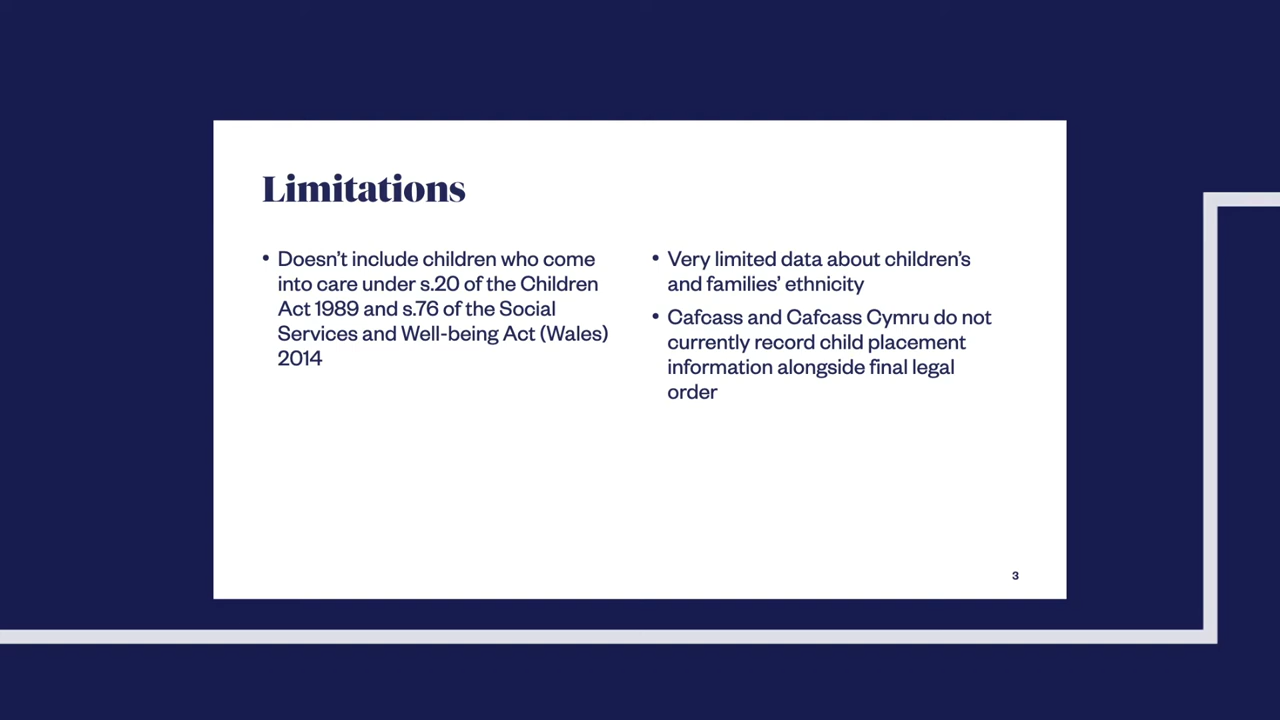 Limitations
• Doesn’t include children who come
into care under s.20 of the Children
Act 1989 and s.76 of the Social
Services and Well-being Act (Wales)
2014
• Very limited data about children’s
and families’ ethnicity
• Cafcass and Cafcass Cymru do not
currently record child placement
information alongside final legal
order
3